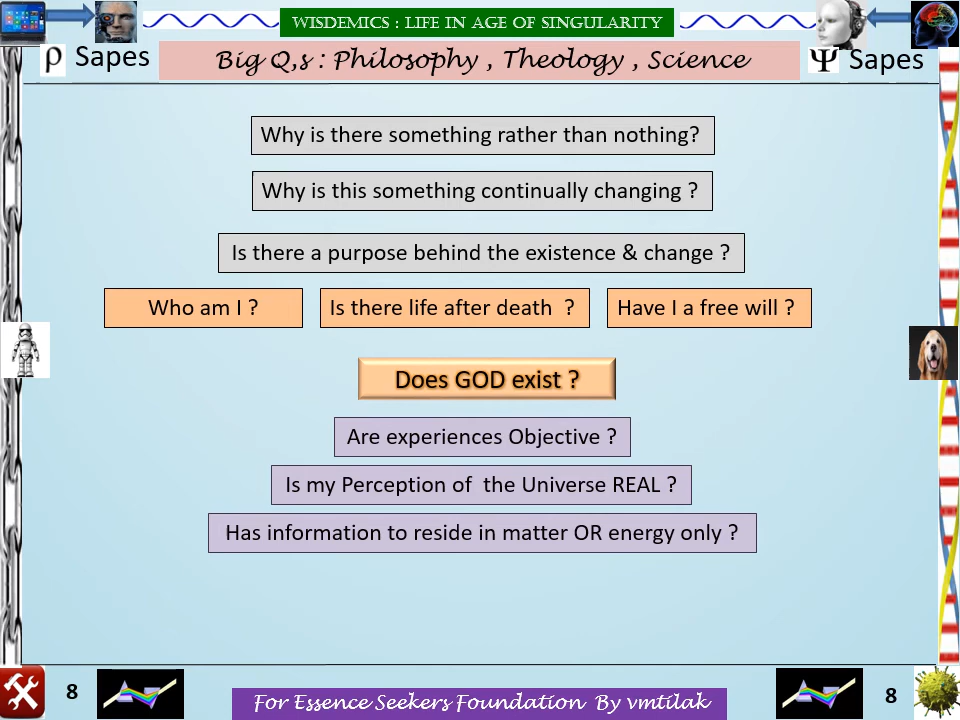 WISDEMICS : LIFE IN AGE OF SINGULARITY
ρ Sapes
Big Q,s : Philosophy , Theology , Science
Ψ Sapes
Why is there something rather than nothing?
Why is this something continually changing ?
Is there a purpose behind the existence & change ?
Who am I ?
Is there life after death ?
Have I a free will ?
Does GOD exist ?
Are experiences Objective ?
Is my Perception of the Universe REAL ?
Has information to reside in matter OR energy only ?
8
For Essence Seekers Foundation By vmtilak
8